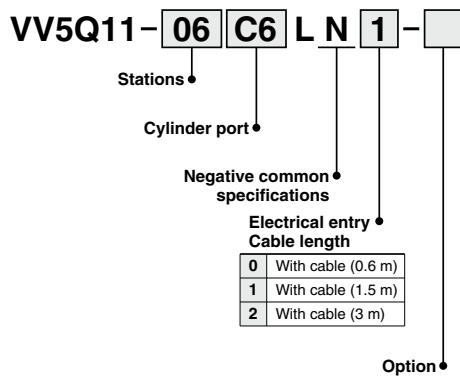 VV5Q11–06 C6 L N 1–
Stations
Cylinder port
Negative common
specifications
Electrical entry
Cable length
0 With cable (0.6 m)
1 With cable (1.5 m)
2 With cable (3 m)
Option